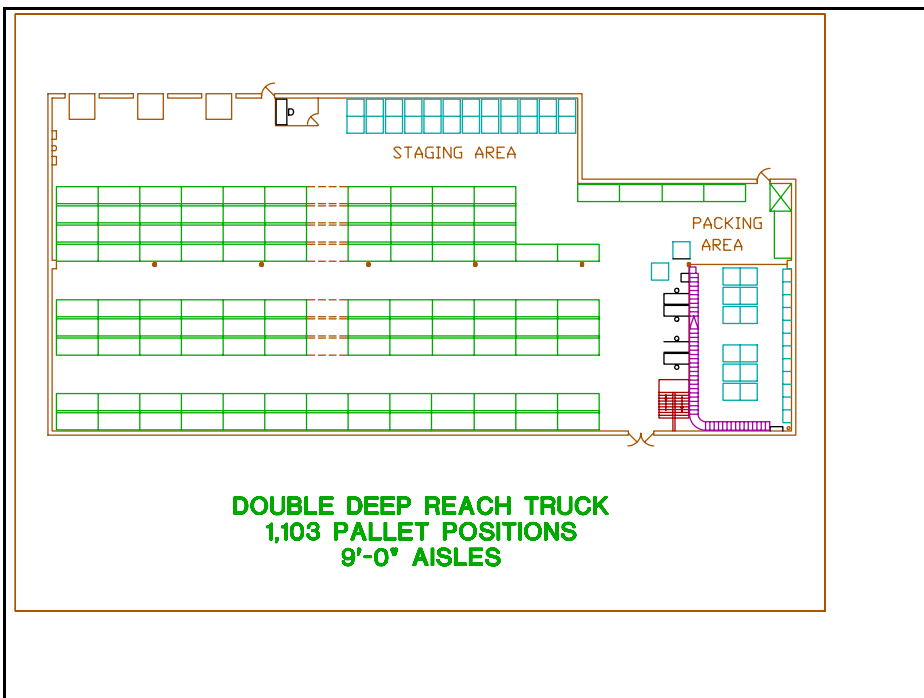 STAGING AREA
PACKING
AREA
DOUBLE DEEP REACH TRUCK
1,103 PALLET POSITIONS
9'-0" AISLES